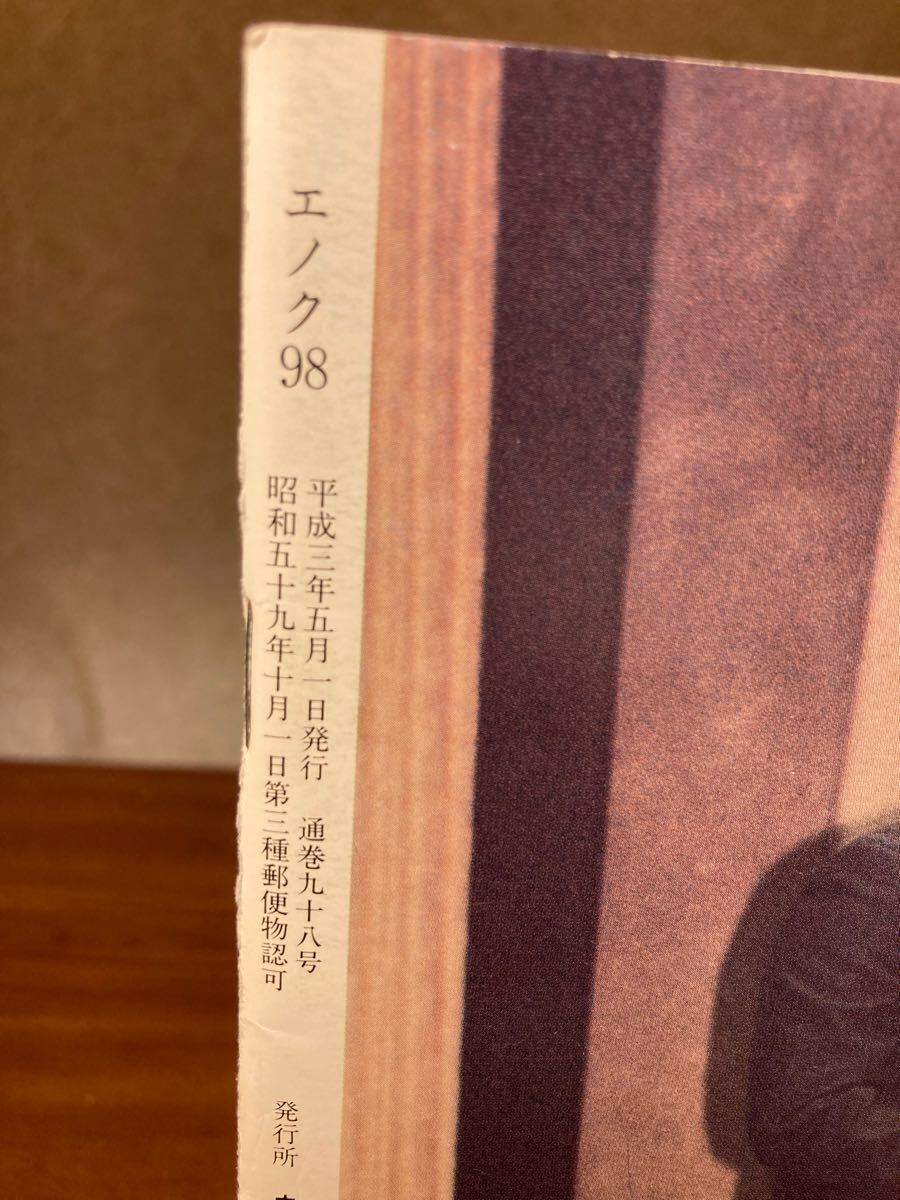 エノク98
平成三年五月一日発行 通巻九十八号
昭和五十九年十月一日第三種郵便物認可
発行所